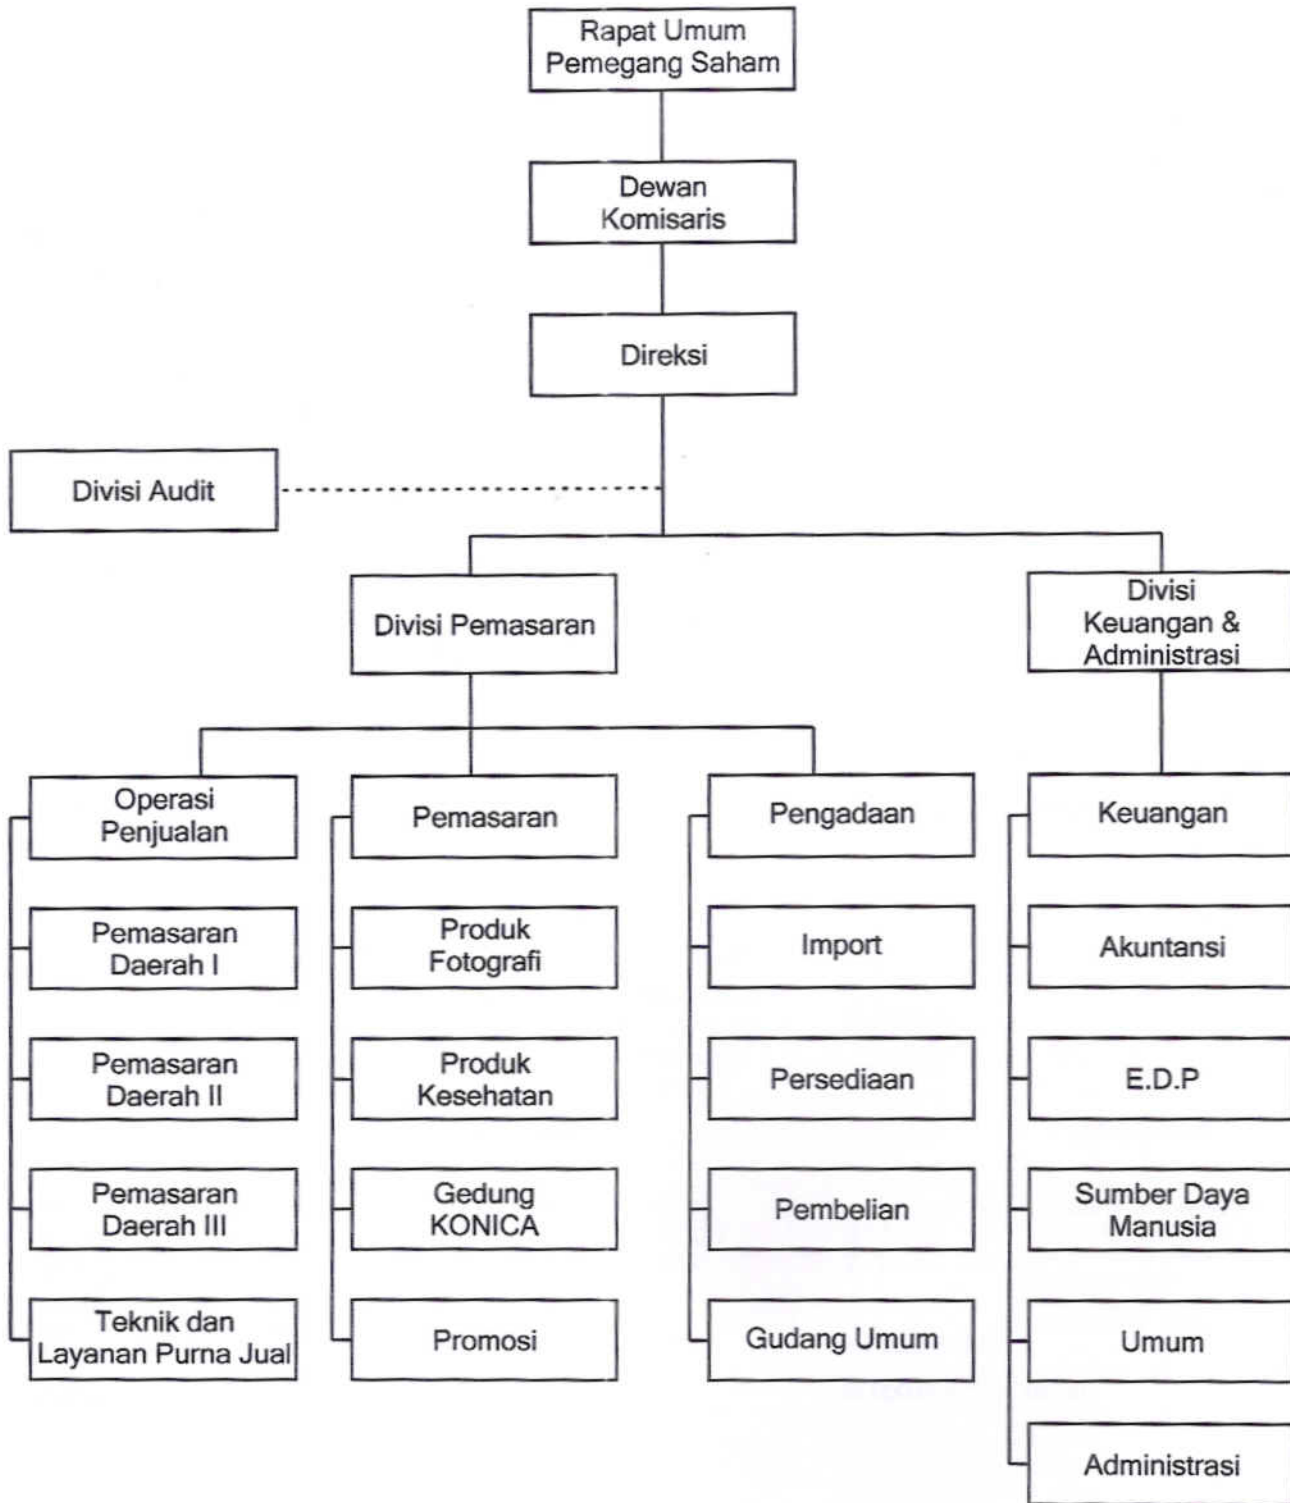 Rapat Umum
Pemegang Saham
Dewan
Komisaris
Direksi
Divisi Audit
Divisi Pemasaran
Divisi
Keuangan &
Administrasi
Operasi
Penjualan
Pemasaran
Daerah I
Pemasaran
Daerah II
Pemasaran
Daerah III
Teknik dan
Layanan Purna Jual
Pemasaran
Produk
Fotografi
Produk
Kesehatan
Gedung
KONICA
Promosi
Pengadaan
Import
Persediaan
Pembelian
Gudang Umum
Keuangan
Akuntansi
E.D.P
Sumber Daya
Manusia
Umum
Administrasi